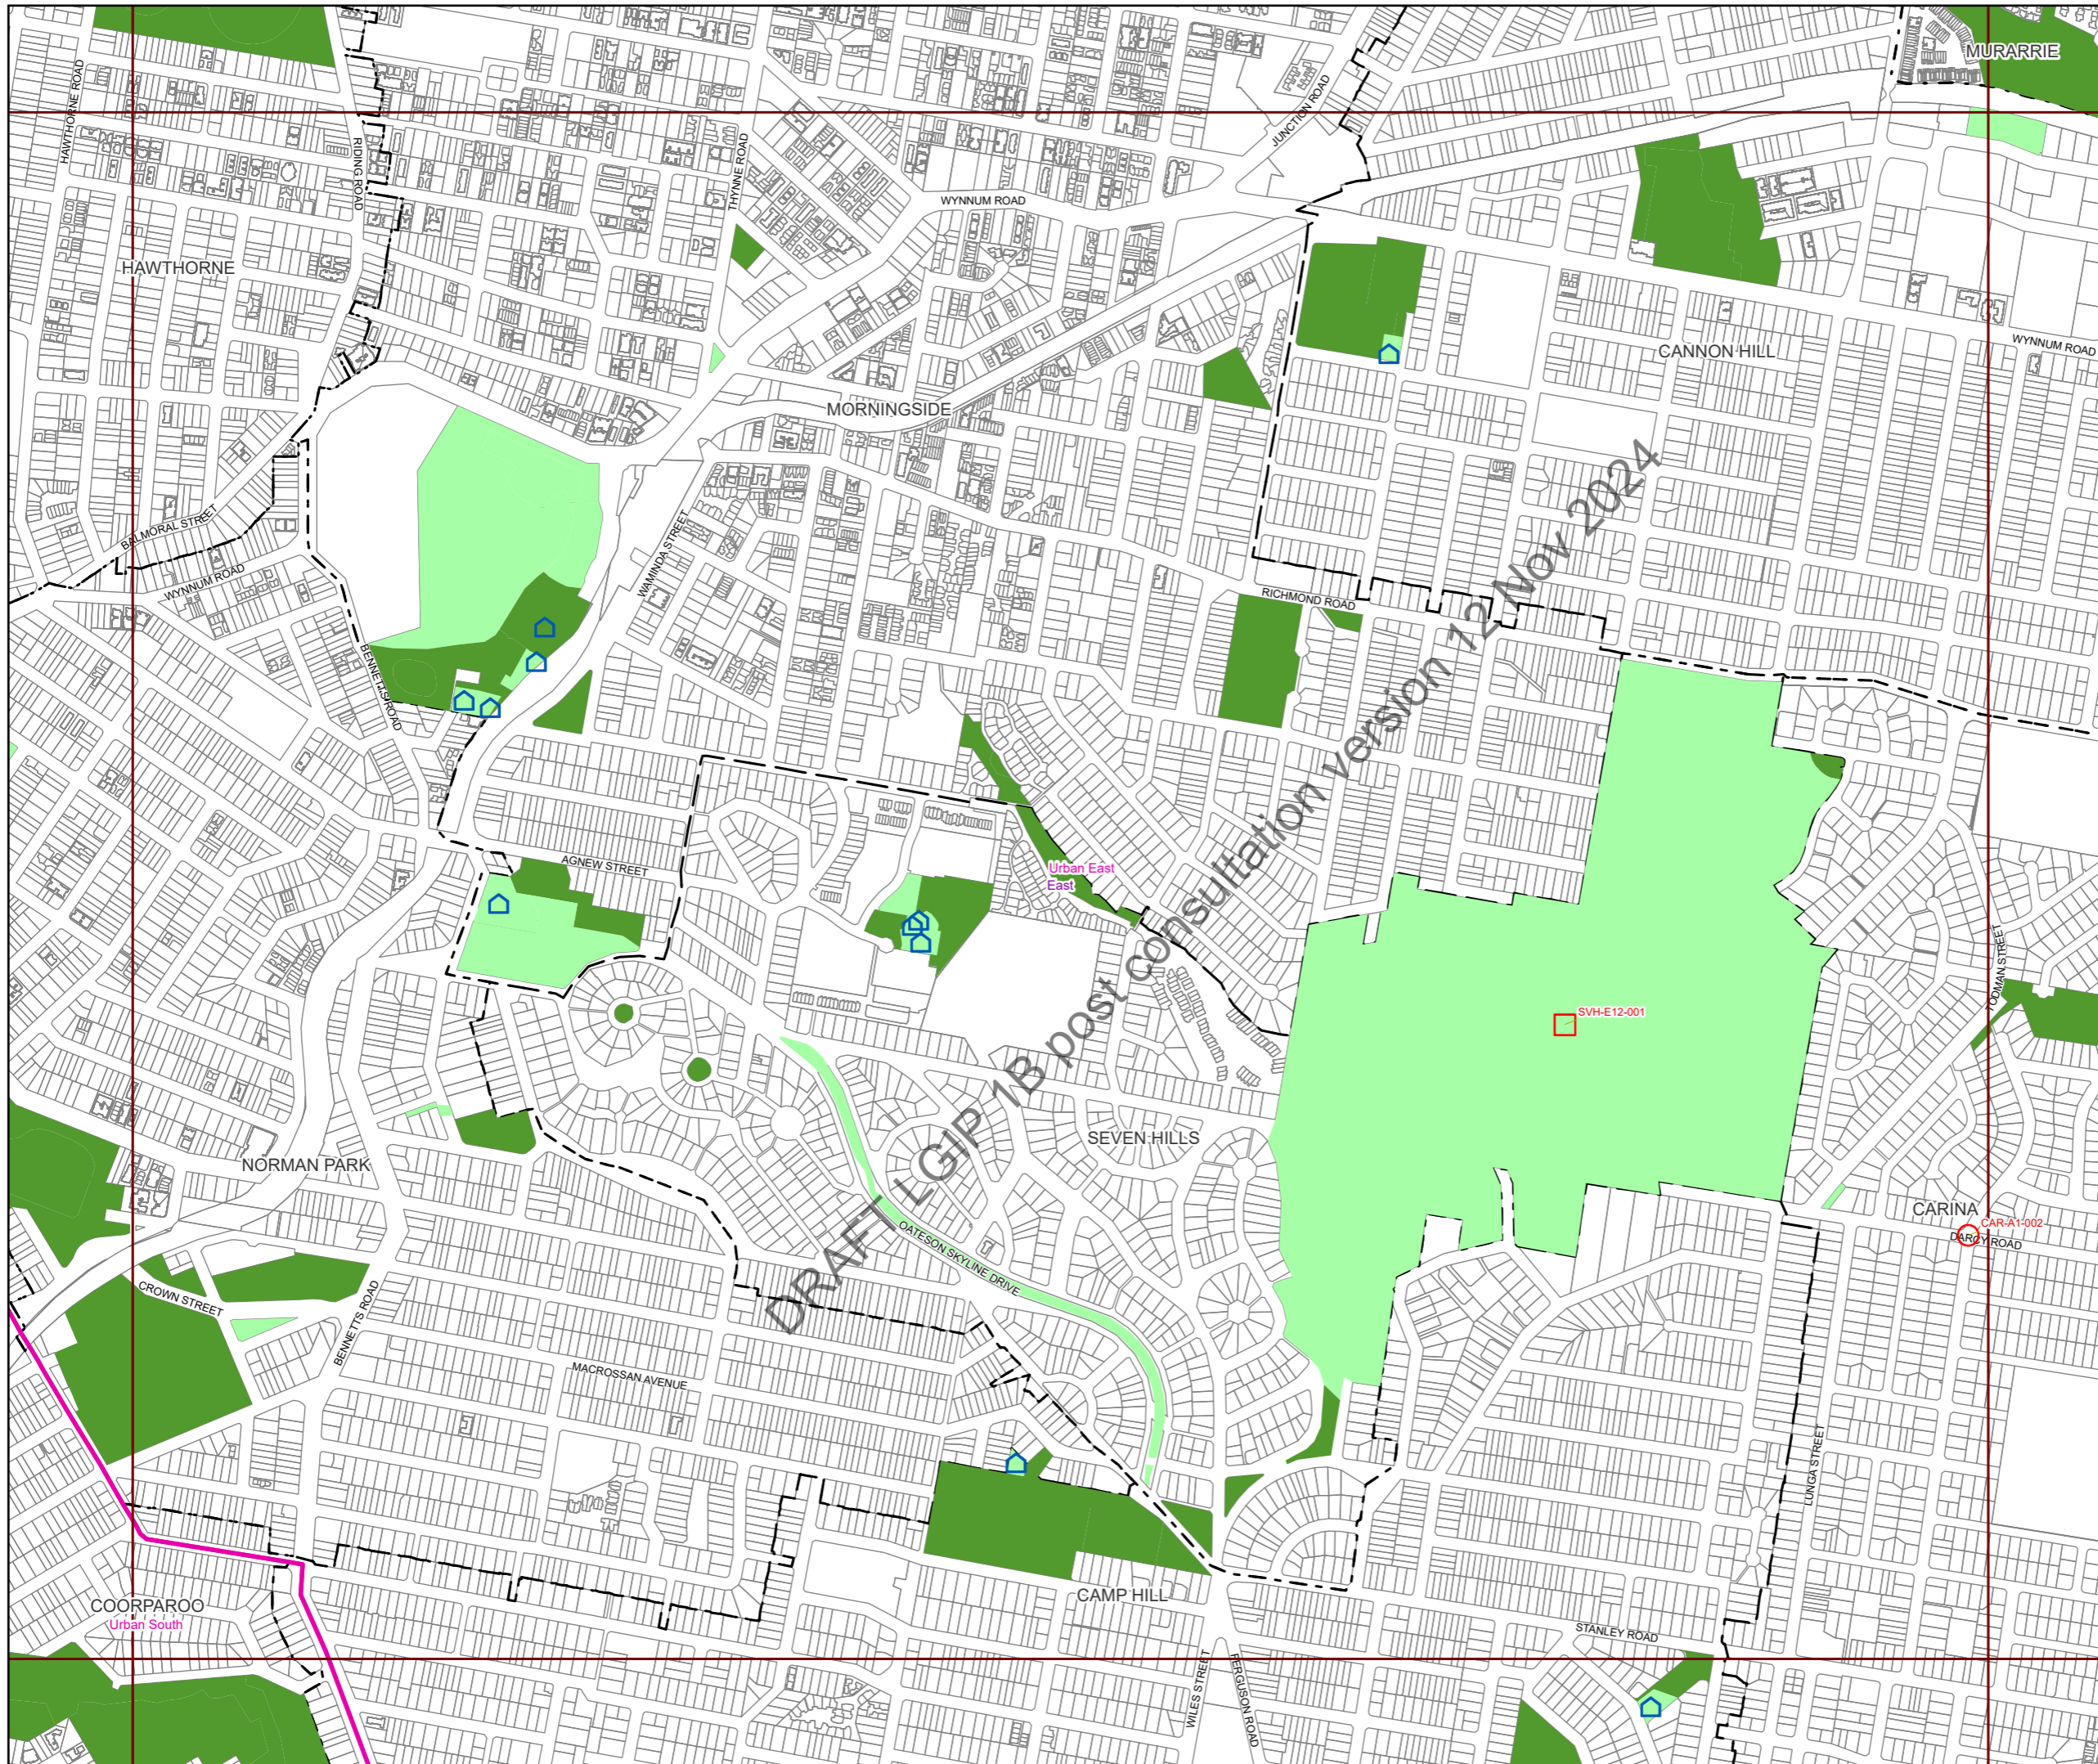 MURARRIE
HAWTHORNE ROAD
JUNCTION ROAD
RIDING ROAD
THYNNE ROAD
WYNNUM ROAD
HAWTHORNE
WYNNUM ROAD
CANNON HILL
MORNINGSIDE
BALMORAL STREET
WYNNUM ROAD
WAMINDA STREET
RICHMOND ROAD
BENNETTS ROAD
AGNEW STREET
Urban East
East
TODMAN STREET
SVH-E12-001
SEVEN HILLS
NORMAN PARK
CARINA
CAR-A1-002
DARCY ROAD
OATESON SKYLINE DRIVE
CROWN STREET
BENNETTS ROAD
MACROSSAN AVENUE
DRAFT LGIP 1B post consultation version 12 Nov 2024
LUNGA STREET
CAMP HILL
COORPAROO
Urban South
STANLEY ROAD
WILES STREET
FERGUSON ROAD